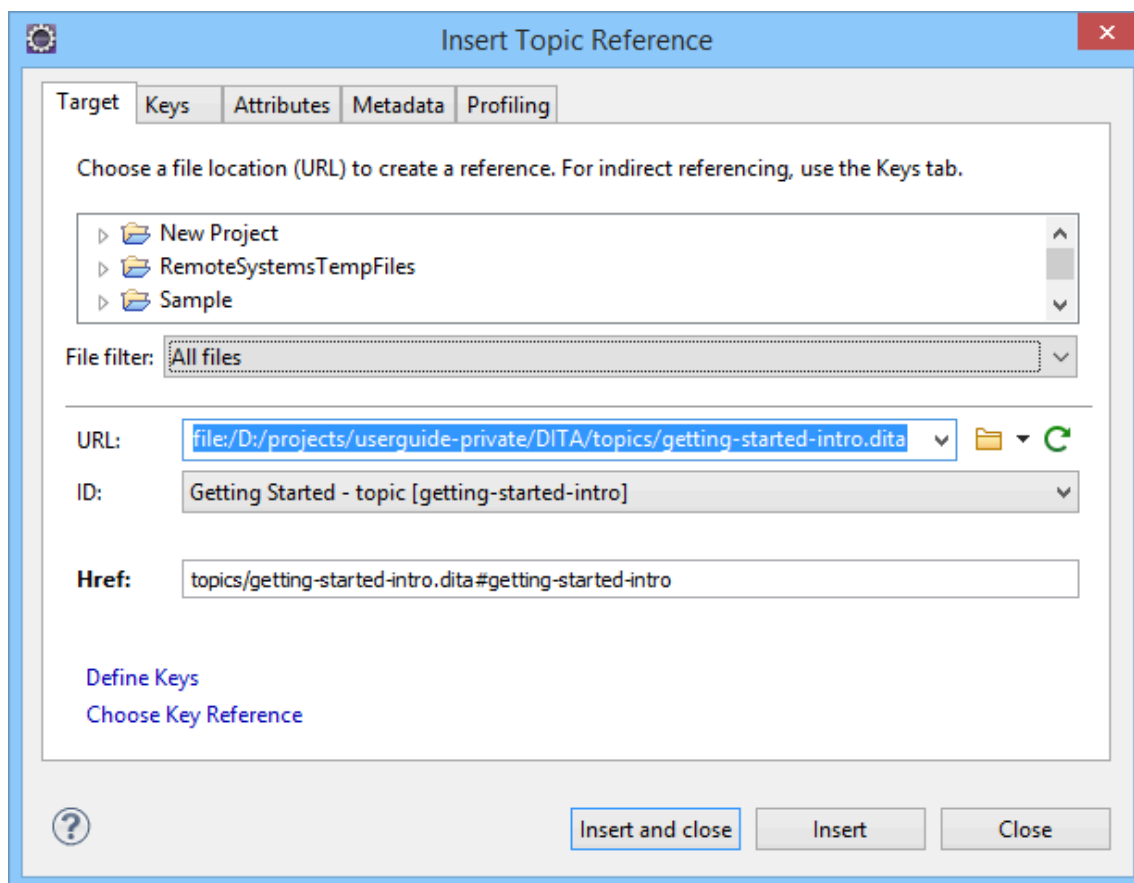 Insert Topic Reference
Target Keys Attributes Metadata Profiling
Choose a file location (URL) to create a reference. For indirect referencing, use the Keys tab.
New Project
RemoteSystemsTempFiles
Sample
File filter: All files
URL: file:/D:/projects/userguide-private/DITA/topics/getting-started-intro.dita
ID: Getting Started - topic [getting-started-intro]
Href: topics/getting-started-intro.dita#getting-started-intro
Define Keys
Choose Key Reference
? Insert and close Insert Close